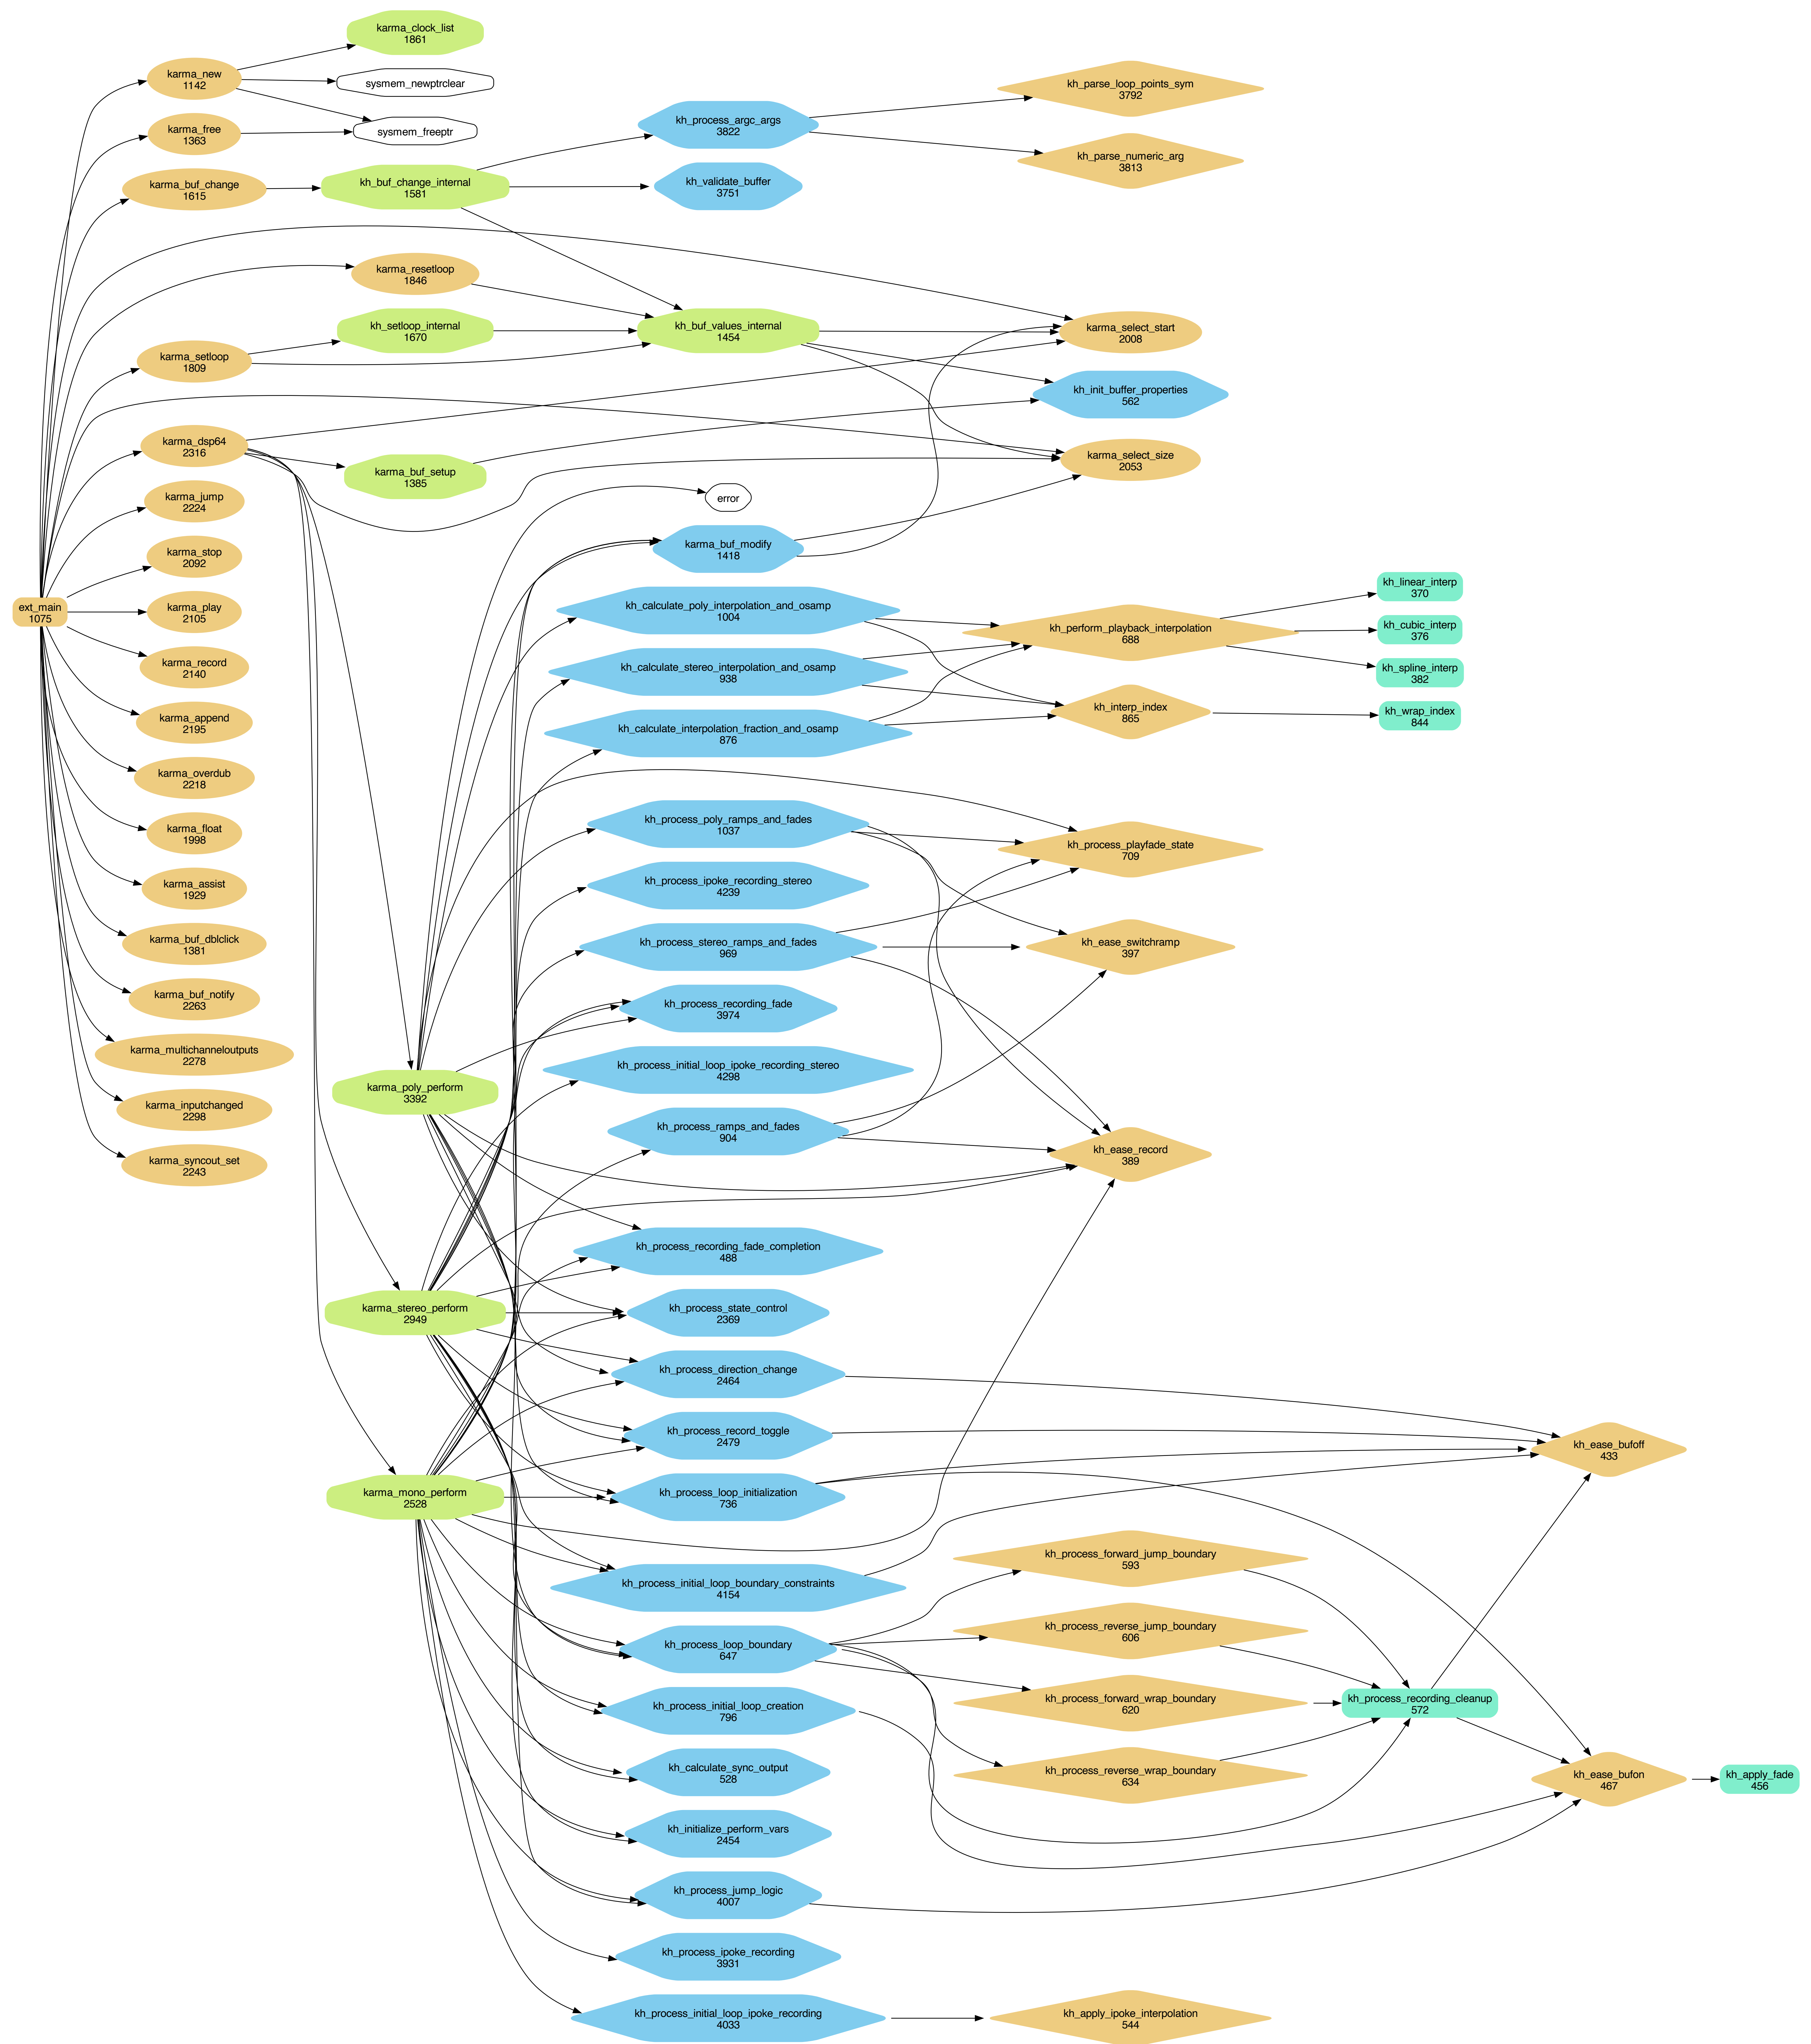 ext_main
1075
karma_new
1142
karma_free
1363
karma_buf_change
1615
karma_setloop
1809
karma_dsp64
2316
karma_jump
2224
karma_stop
2092
karma_play
2105
karma_record
2140
karma_append
2195
karma_overdub
2218
karma_float
1998
karma_assist
1929
karma_buf_dblclick
1381
karma_buf_notify
2263
karma_multichanneloutputs
2278
karma_inputchanged
2298
karma_syncout_set
2243
karma_clock_list
1861
sysmem_newptrclear
sysmem_freeptr
kh_buf_change_internal
1581
karma_resetloop
1846
kh_setloop_internal
1670
karma_buf_setup
1385
karma_poly_perform
3392
karma_stereo_perform
2949
karma_mono_perform
2528
kh_process_argc_args
3822
kh_validate_buffer
3751
kh_buf_values_internal
1454
error
karma_buf_modify
1418
kh_calculate_poly_interpolation_and_osamp
1004
kh_calculate_stereo_interpolation_and_osamp
938
kh_calculate_interpolation_fraction_and_osamp
876
kh_process_poly_ramps_and_fades
1037
kh_process_ipoke_recording_stereo
4239
kh_process_stereo_ramps_and_fades
969
kh_process_recording_fade
3974
kh_process_initial_loop_ipoke_recording_stereo
4298
kh_process_ramps_and_fades
904
kh_process_recording_fade_completion
488
kh_process_state_control
2369
kh_process_direction_change
2464
kh_process_record_toggle
2479
kh_process_loop_initialization
736
kh_process_initial_loop_boundary_constraints
4154
kh_process_loop_boundary
647
kh_process_initial_loop_creation
796
kh_calculate_sync_output
528
kh_initialize_perform_vars
2454
kh_process_jump_logic
4007
kh_process_ipoke_recording
3931
kh_process_initial_loop_ipoke_recording
4033
kh_parse_loop_points_sym
3792
kh_parse_numeric_arg
3813
karma_select_start
2008
kh_init_buffer_properties
562
karma_select_size
2053
kh_perform_playback_interpolation
688
kh_interp_index
865
kh_process_playfade_state
709
kh_ease_switchramp
397
kh_ease_record
389
kh_process_forward_jump_boundary
593
kh_process_reverse_jump_boundary
606
kh_process_forward_wrap_boundary
620
kh_process_reverse_wrap_boundary
634
kh_apply_ipoke_interpolation
544
kh_linear_interp
370
kh_cubic_interp
376
kh_spline_interp
382
kh_wrap_index
844
kh_process_recording_cleanup
572
kh_ease_bufoff
433
kh_ease_bufon
467
kh_apply_fade
456